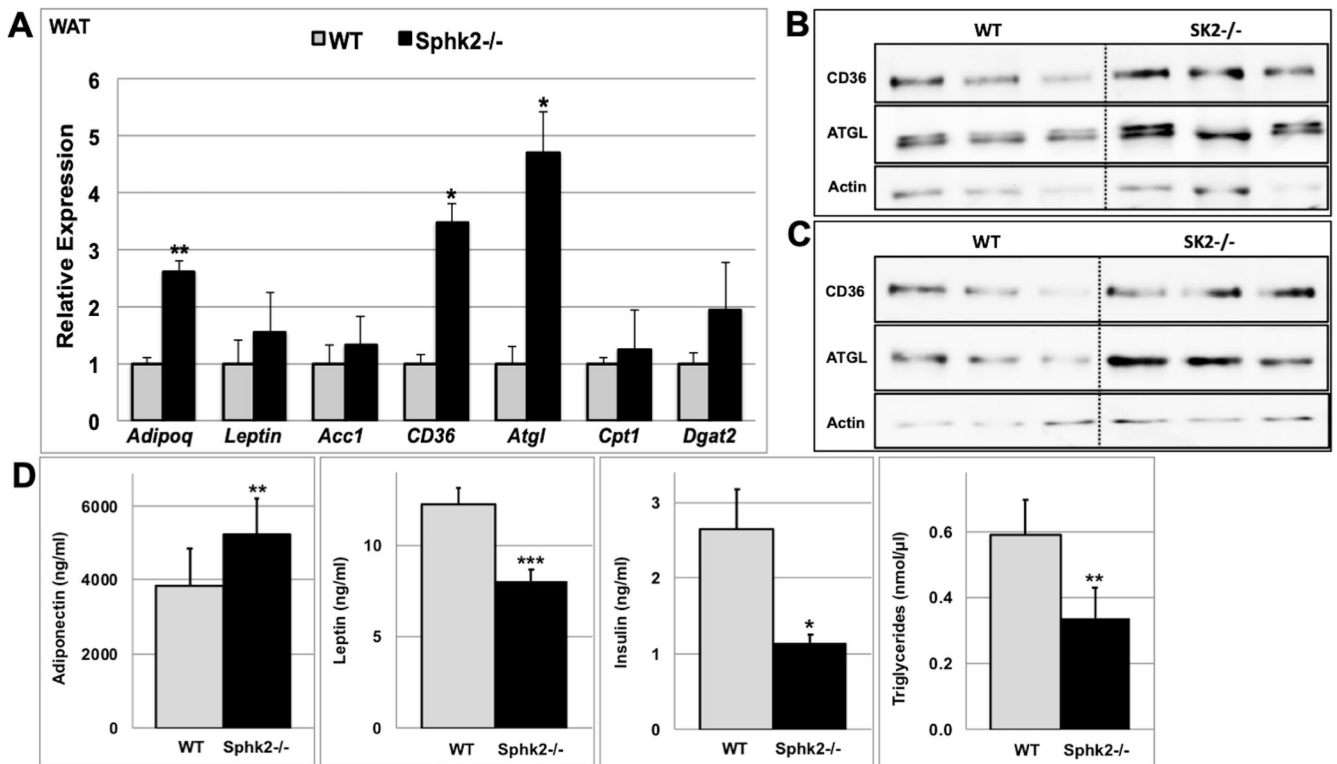 A
WAT
WT Sphk2-/-
Relative Expression
6
5
4
3
2
1
0
**
*
*
Adipoq Leptin Acc1 CD36 Atgl Cpt1 Dgat2
B
WT SK2-/-
CD36
ATGL
Actin
C
WT SK2-/-
CD36
ATGL
Actin
D
Adiponectin (ng/ml)
6000
4000
2000
0
**
WT Sphk2-/-
Leptin (ng/ml)
10
5
0
***
WT Sphk2-/-
Insulin (ng/ml)
3
2
1
0
*
WT Sphk2-/-
Triglycerides (nmol/µl)
0.6
0.4
0.2
0.0
**
WT Sphk2-/-